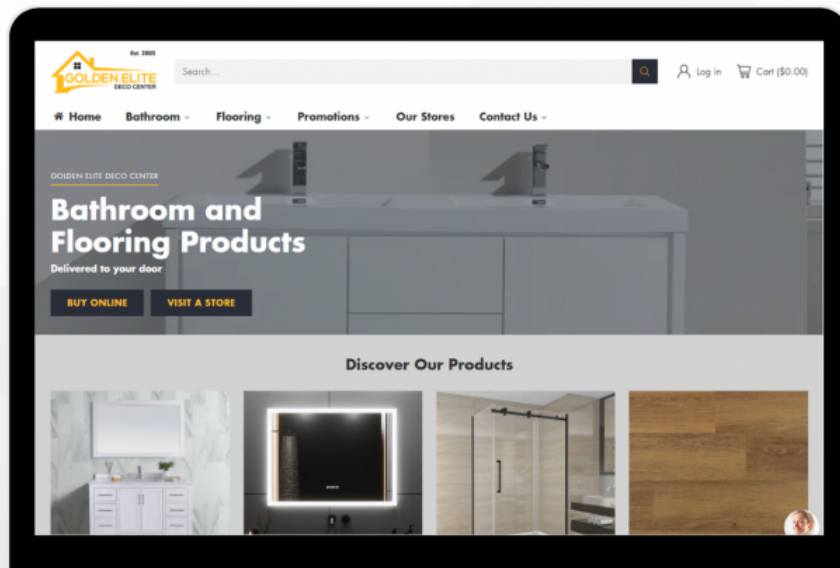 Est. 2005
GOLDEN ELITE
DECO CENTER
Search...
Log in
Cart ($0.00)
Home
Bathroom
Flooring
Promotions
Our Stores
Contact Us
GOLDEN ELITE DECO CENTER
Bathroom and
Flooring Products
Delivered to your door
BUY ONLINE
VISIT A STORE
Discover Our Products